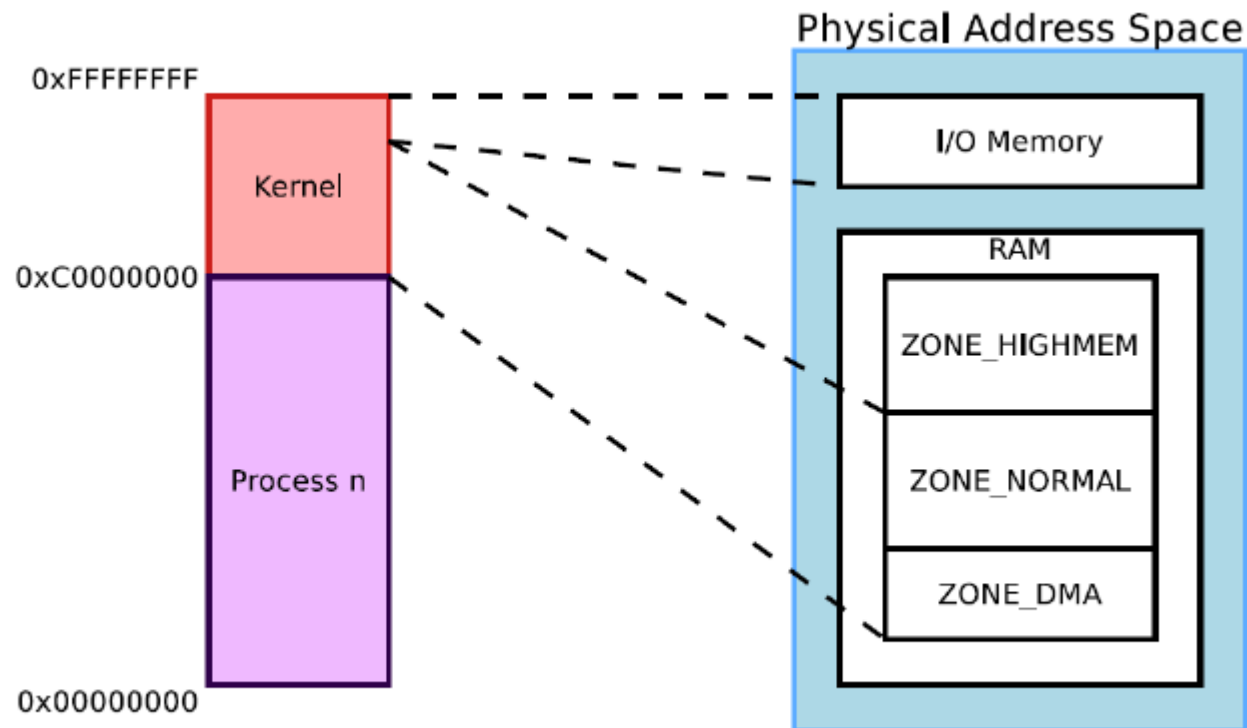 Physical Address Space
0xFFFFFFFF
I/O Memory
Kernel
RAM
0xC0000000
ZONE_HIGHMEM
Process n
ZONE_NORMAL
ZONE_DMA
0x00000000